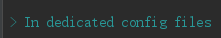 > In dedicated config files